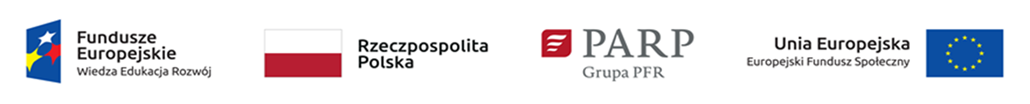 Fundusze
Europejskie
Wiedza Edukacja Rozwój
Rzeczpospolita
Polska
PARP
Grupa PFR
Unia Europejska
Europejski Fundusz Społeczny